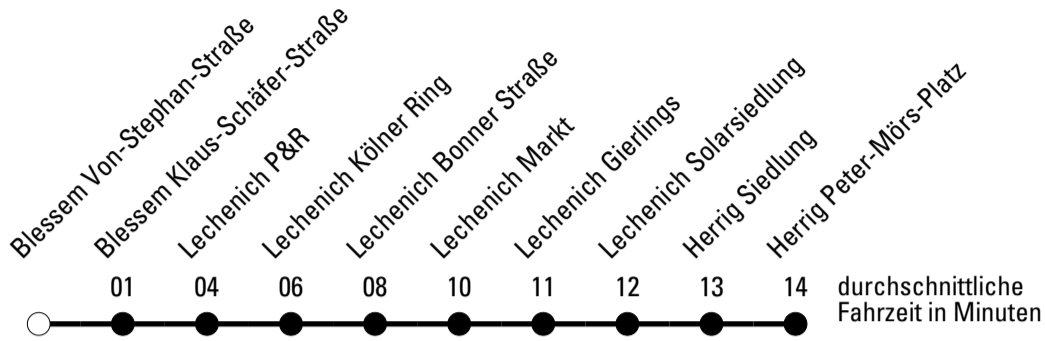 Blessem Von-Stephan-Straße
Blessem Klaus-Schäfer-Straße
Lechenich P&R
Lechenich Kölner Ring
Lechenich Bonner Straße
Lechenich Markt
Lechenich Gierlings
Lechenich Solarsiedlung
Herrig Siedlung
Herrig Peter-Mörs-Platz
01 04 06 08 10 11 12 13 14
durchschnittliche
Fahrzeit in Minuten